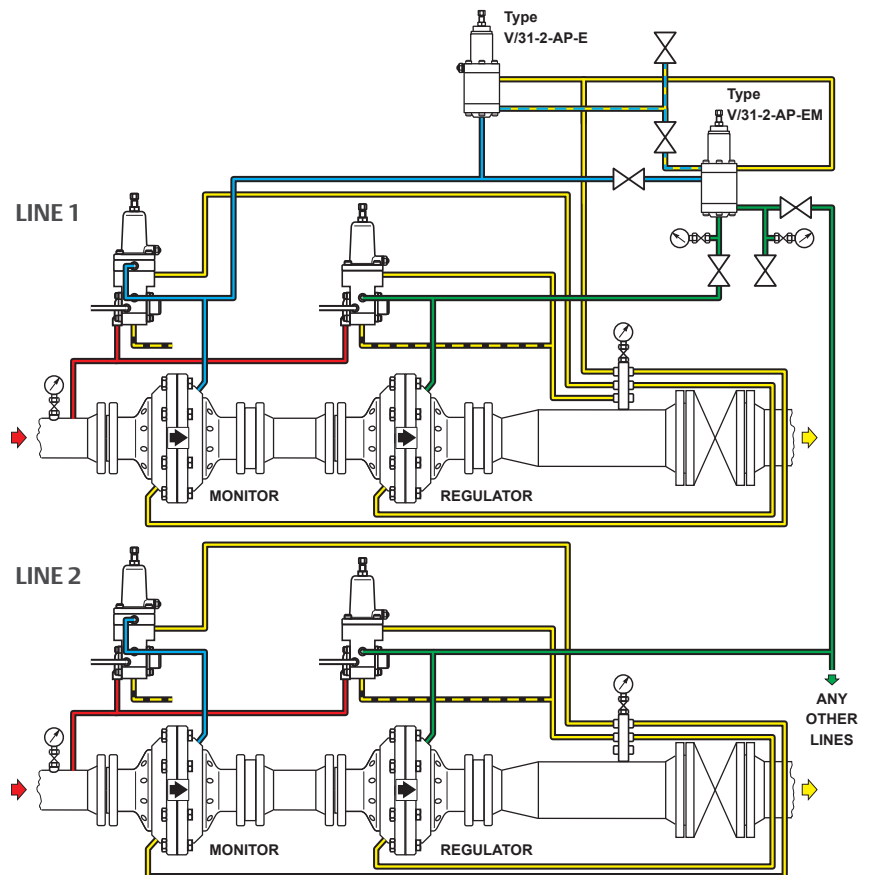 Type
V/31-2-AP-E
Type
V/31-2-AP-EM
LINE 1
MONITOR
REGULATOR
LINE 2
ANY
OTHER
LINES
MONITOR
REGULATOR